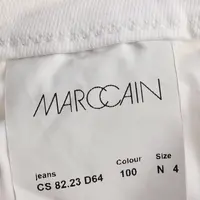 MARCCAIN
jeans Colour Size
CS 82.23 D64 100 N 4